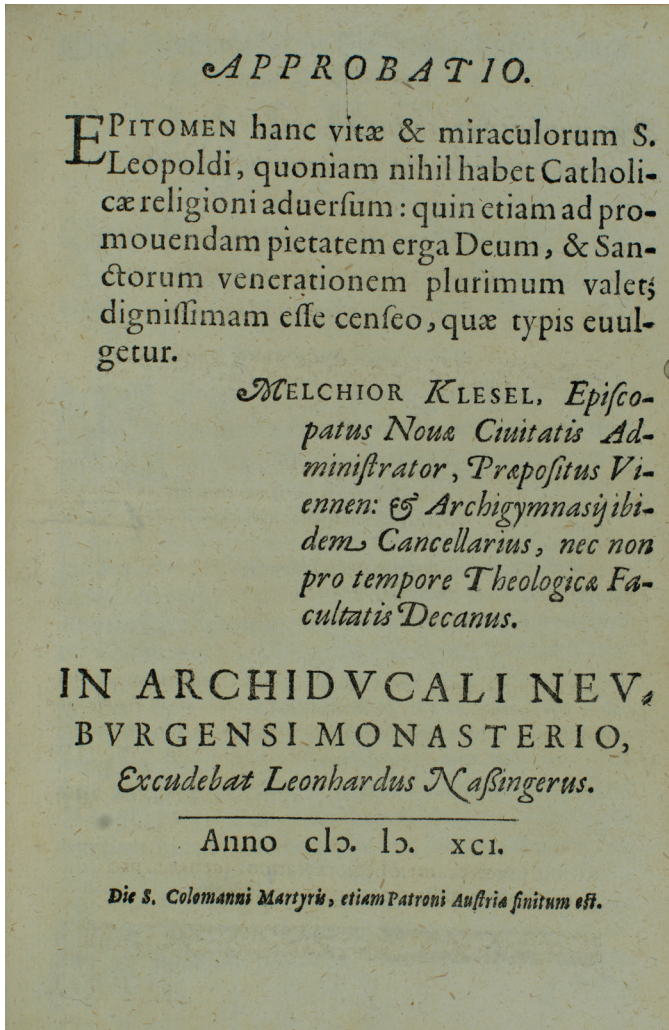 APPROBATIO.
EPITOMEN hanc vitæ & miraculorum S.
Leopoldi, quoniam nihil habet Catholi-
cæ religioni aduerſum: quin etiam ad pro-
mouendam pietatem erga Deum, & San-
ctorum venerationem plurimum valet;
digniſſimam eſſe cenſeo, quæ typis euul-
getur.
MELCHIOR KLESEL, Epiſco-
patus Nouæ Ciuitatis Ad-
miniſtrator, Præpoſitus Vi-
ennen: & Archigymnasij ibi-
dem Cancellarius, nec non
pro tempore Theologicæ Fa-
cultatis Decanus.
IN ARCHIDVCALI NEV-
BVRGENSI MONASTERIO,
Excudebat Leonhardus Naßingerus.
Anno cIↄ. Iↄ. xcI.
Die S. Colomanni Martyris, etiam Patroni Auſtriæ finitum eſt.